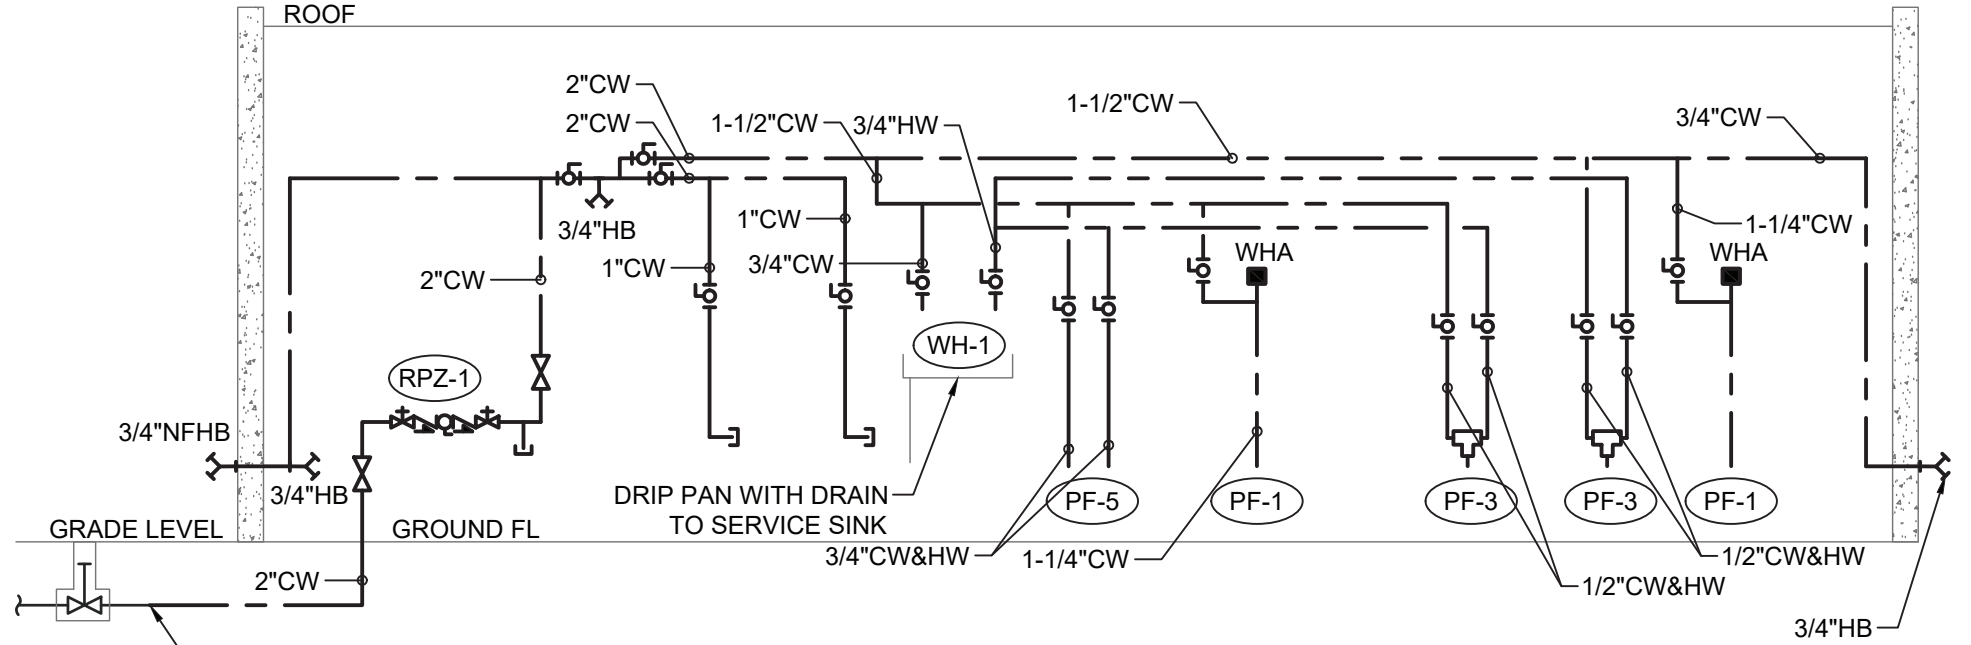 ROOF
2"CW
2"CW
1-1/2"CW
3/4"HW
1-1/2"CW
3/4"CW
3/4"HB
1"CW
1-1/4"CW
2"CW
1"CW
3/4"CW
WHA
WHA
WH-1
RPZ-1
3/4"NFHB
3/4"HB
DRIP PAN WITH DRAIN
TO SERVICE SINK
PF-5
PF-1
PF-3
PF-3
PF-1
GRADE LEVEL
GROUND FL
3/4"CW&HW
1-1/4"CW
1/2"CW&HW
2"CW
1/2"CW&HW
3/4"HB